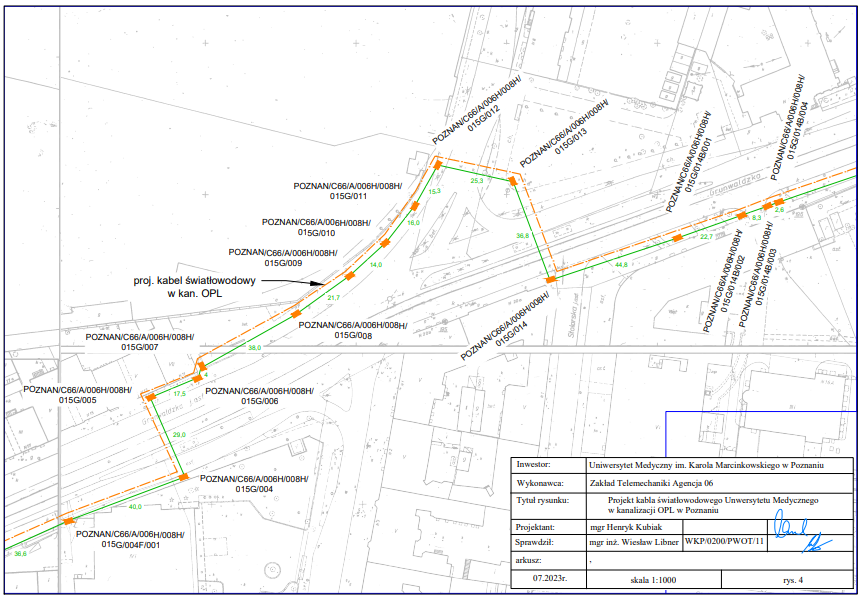 POZNAN/C66/A/006H/008H/
015G/012
POZNAN/C66/A/006H/008H/
015G/013
POZNAN/C66/A/006H/008H/
015G/014B/001
POZNAN/C66/A/006H/008H/
015G/014B/004
POZNAN/C66/A/006H/008H/
015G/011
POZNAN/C66/A/006H/008H/
015G/010
POZNAN/C66/A/006H/008H/
015G/009
15,3
25,3
16,0
14,0
21,7
36,6
44,6
22,7
8,3
2,6
Grunwaldzka
proj. kabel światłowodowy
w kan. OPL
POZNAN/C66/A/006H/008H/
015G/014B/002
POZNAN/C66/A/006H/008H/
015G/014B/003
POZNAN/C66/A/006H/008H/
015G/014
POZNAN/C66/A/006H/008H/
015G/008
POZNAN/C66/A/006H/008H/
015G/007
36,0
4
17,5
POZNAN/C66/A/006H/008H/
015G/005
POZNAN/C66/A/006H/008H/
015G/006
Grunwaldzka
29,0
POZNAN/C66/A/006H/008H/
015G/004
40,0
POZNAN/C66/A/006H/008H/
015G/004F/001
36,6
Inwestor: Uniwersytet Medyczny im. Karola Marcinkowskiego w Poznaniu
Wykonawca: Zakład Telemechaniki Agencja 06
Tytuł rysunku: Projekt kabla światłowodowego Unwersytetu Medycznego
w kanalizacji OPL w Poznaniu
Projektant: mgr Henryk Kubiak
Sprawdził: mgr inż. Wiesław Libner WKP/0200/PWOT/11
arkusz: .
07.2023r. skala 1:1000 rys. 4